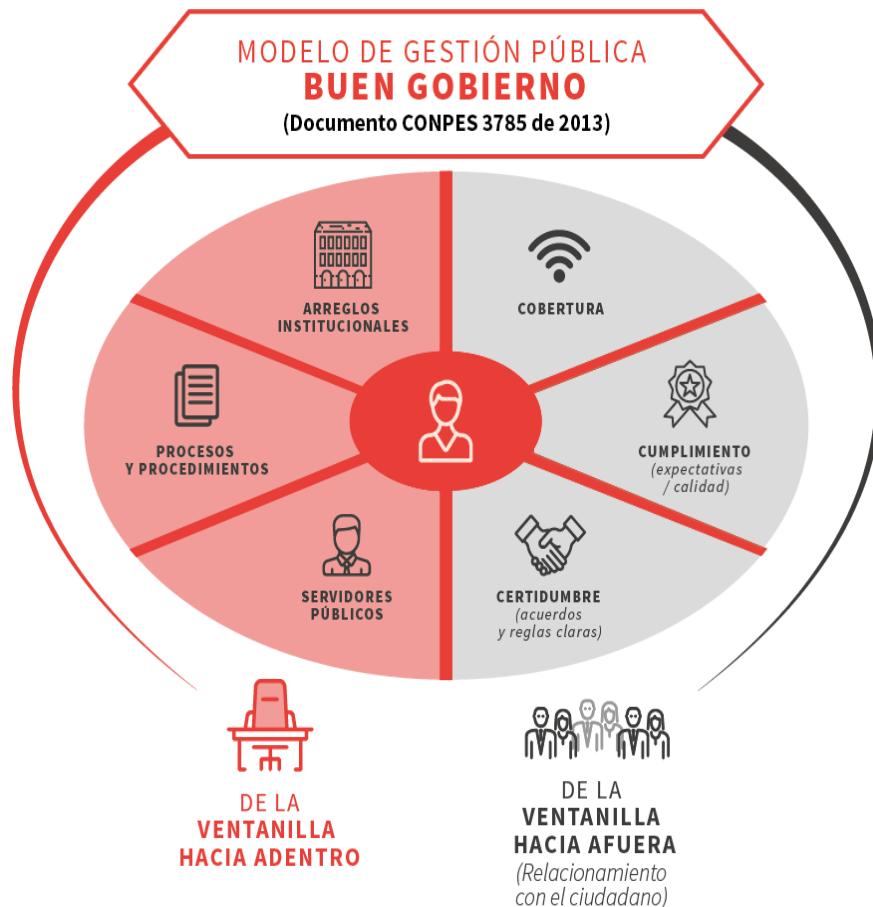 MODELO DE GESTIÓN PÚBLICA
BUEN GOBIERNO
(Documento CONPES 3785 de 2013)
ARREGLOS
INSTITUCIONALES
COBERTURA
PROCESOS
Y PROCEDIMIENTOS
CUMPLIMIENTO
(expectativas
/ calidad)
SERVIDORES
PÚBLICOS
CERTIDUMBRE
(acuerdos
y reglas claras)
DE LA
VENTANILLA
HACIA ADENTRO
DE LA
VENTANILLA
HACIA AFUERA
(Relacionamiento
con el ciudadano)